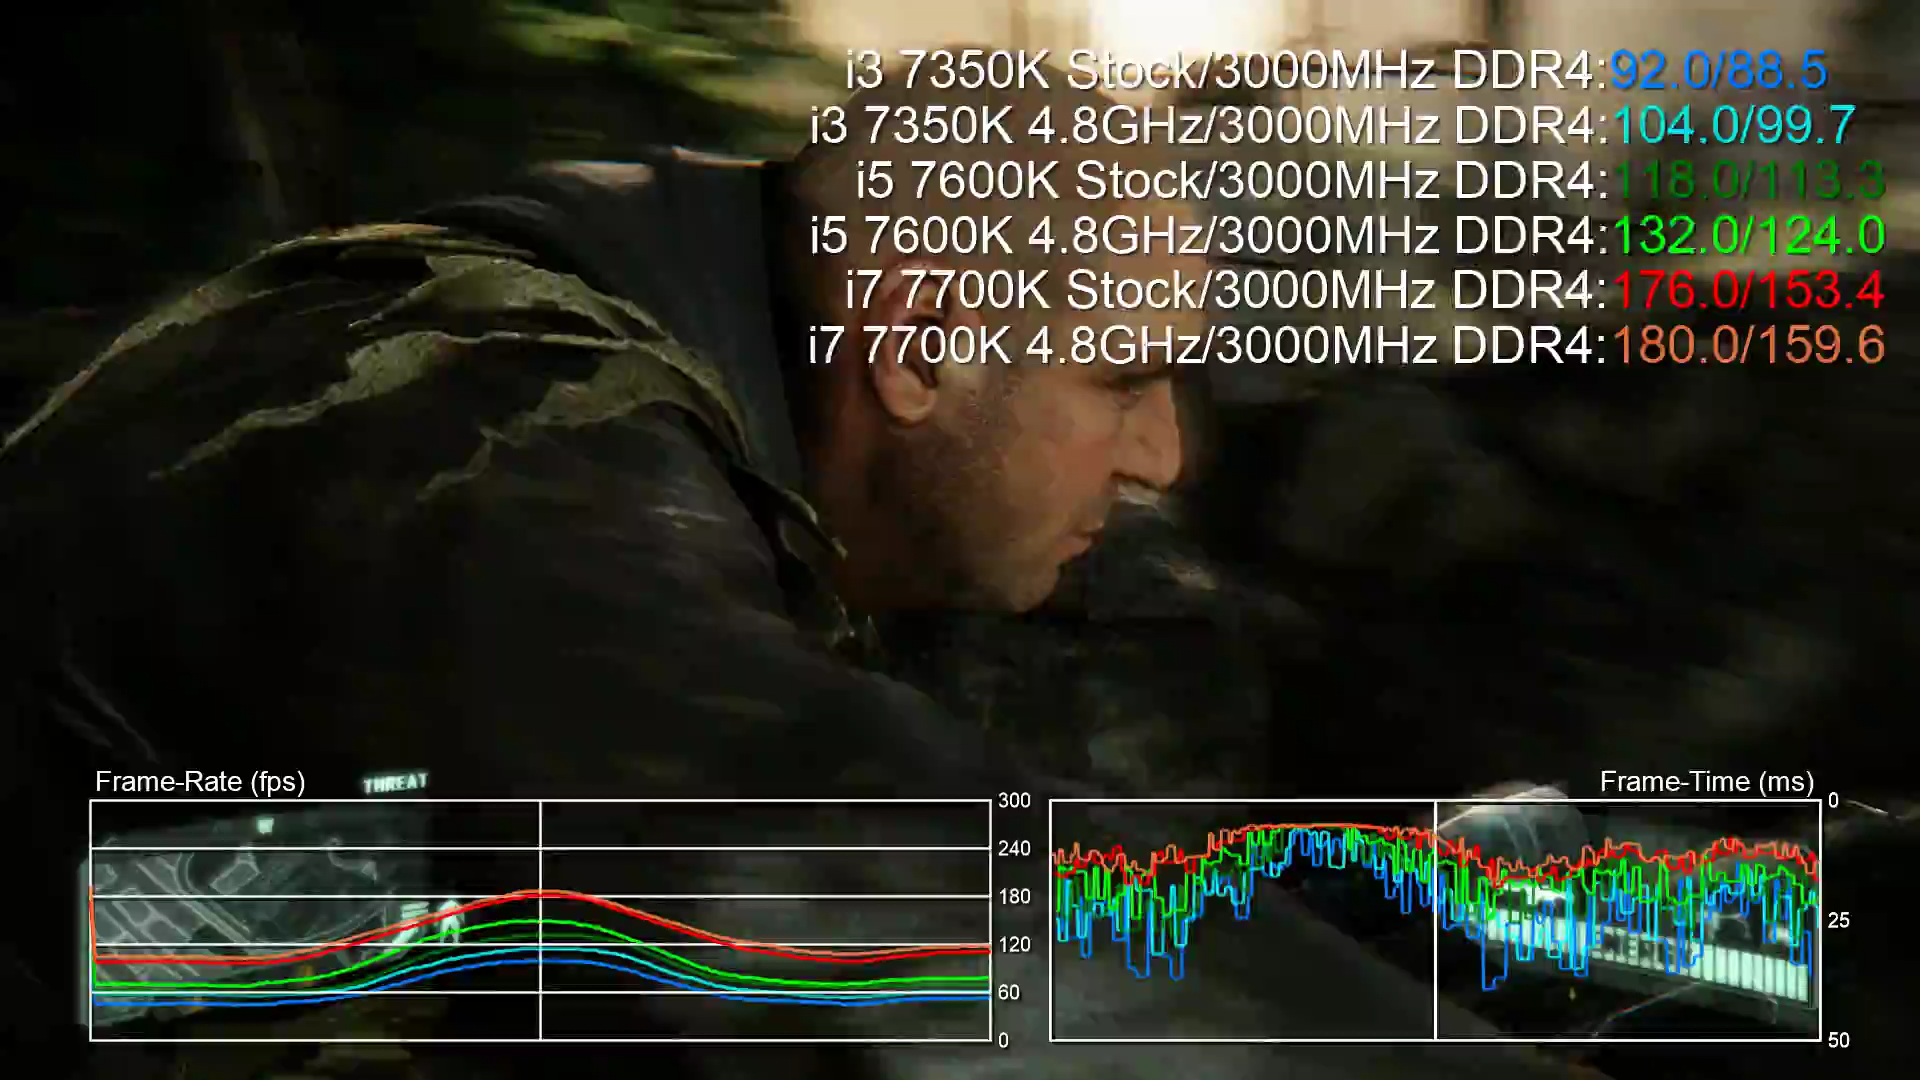 i3 7350K Stock/3000MHz DDR4:92.0/88.5
i3 7350K 4.8GHz/3000MHz DDR4:104.0/99.7
i5 7600K Stock/3000MHz DDR4:118.0/113.3
i5 7600K 4.8GHz/3000MHz DDR4:132.0/124.0
i7 7700K Stock/3000MHz DDR4:176.0/153.4
i7 7700K 4.8GHz/3000MHz DDR4:180.0/159.6
Frame-Rate (fps)
THREAT
300
240
180
120
60
0
Frame-Time (ms)
0
25
50